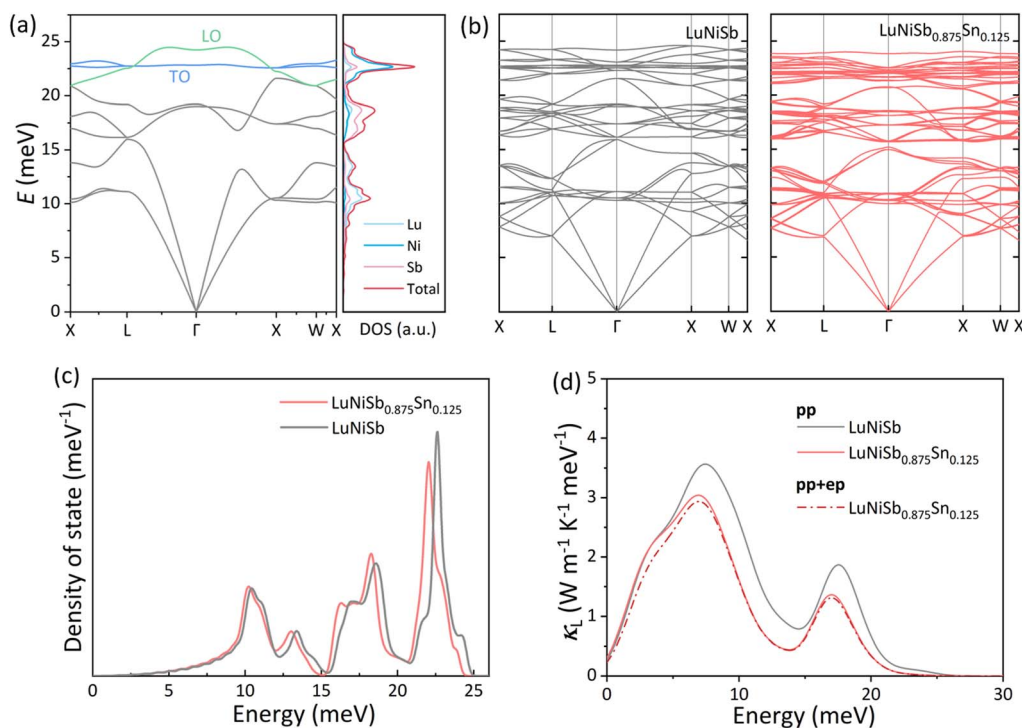 (a)
25
20
15
10
5
0
E (meV)
LO
TO
X L Γ X W X
Lu
Ni
Sb
Total
DOS (a.u.)
(b)
LuNiSb
X L Γ X W X
LuNiSb₀.₈₇₅Sn₀.₁₂₅
X L Γ X W X
(c)
Density of state (meV⁻¹)
LuNiSb₀.₈₇₅Sn₀.₁₂₅
LuNiSb
0 5 10 15 20 25
Energy (meV)
(d)
5
4
3
2
1
0
κL (W m⁻¹ K⁻¹ meV⁻¹)
pp
LuNiSb
LuNiSb₀.₈₇₅Sn₀.₁₂₅
pp+ep
LuNiSb₀.₈₇₅Sn₀.₁₂₅
0 10 20 30
Energy (meV)